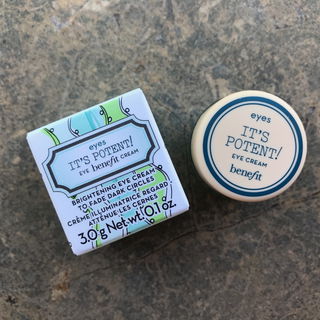 eyes
IT'S POTENT!
EYE benefit CREAM
BRIGHTENING EYE CREAM
TO FADE DARK CIRCLES
CRÈME ILLUMINATRICE REGARD
ATTÉNUE LES CERNES
3.0 g Net wt. 0.1 oz.
eyes
IT'S
POTENT!
EYE CREAM
benefit